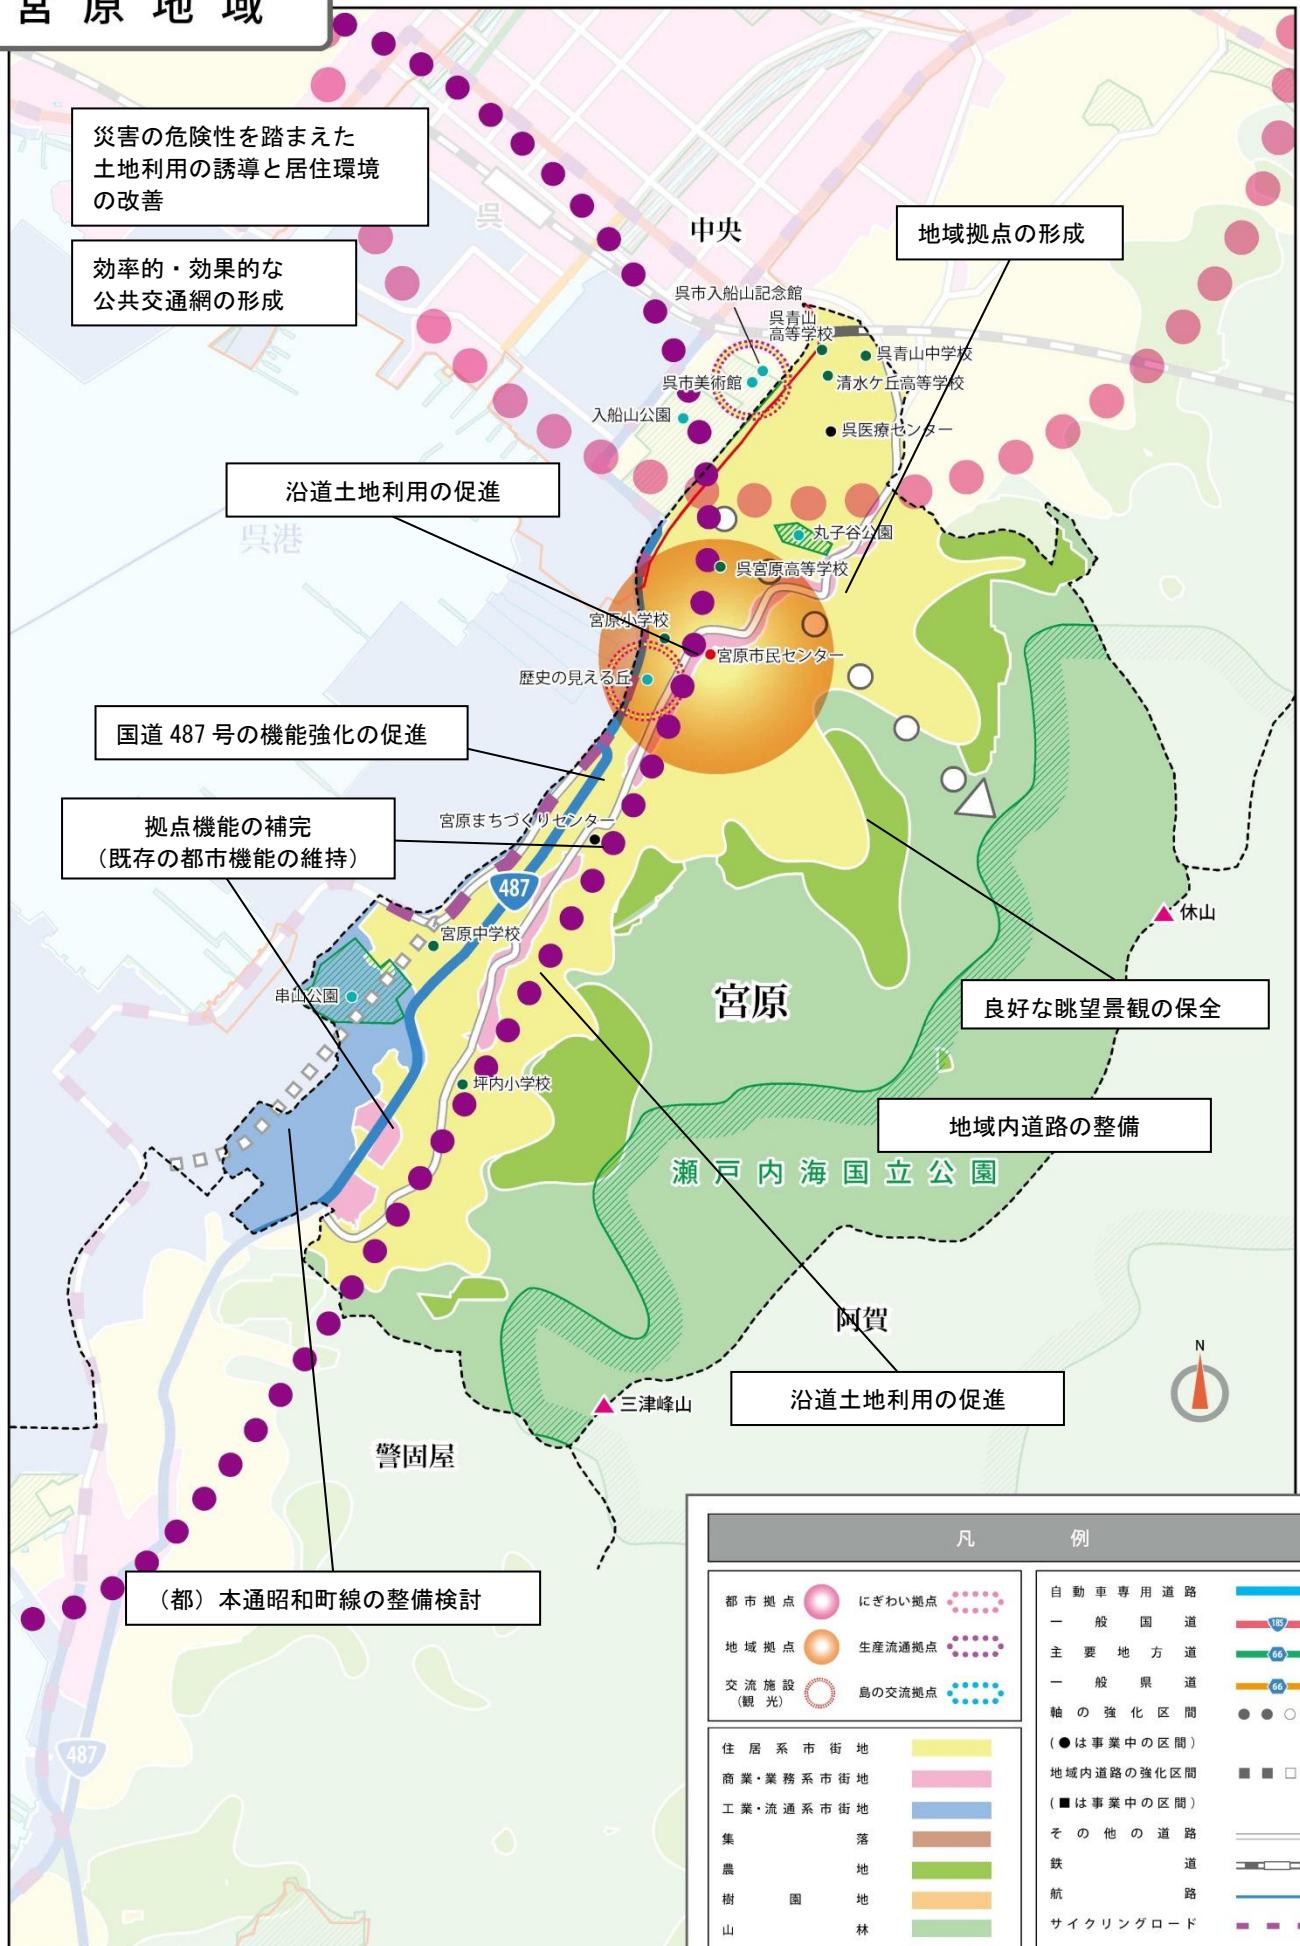 宮原地域
災害の危険性を踏まえた
土地利用の誘導と居住環境
の改善
効率的・効果的な
公共交通網の形成
呉
中央
地域拠点の形成
呉市入船山記念館
呉青山
高等学校
呉青山中学校
呉市美術館
清水ケ丘高等学校
入船山公園
呉医療センター
沿道土地利用の促進
呉港
丸子谷公園
呉宮原高等学校
宮原小学校
宮原市民センター
歴史の見える丘
国道487号の機能強化の促進
拠点機能の補完
（既存の都市機能の維持）
宮原まちづくりセンター
487
休山
宮原中学校
串山公園
宮原
良好な眺望景観の保全
坪内小学校
地域内道路の整備
瀬戸内海国立公園
阿賀
N
沿道土地利用の促進
三津峰山
警固屋
（都）本通昭和町線の整備検討
487
凡例
都市拠点
にぎわい拠点
地域拠点
生産流通拠点
交流施設
（観光）
島の交流拠点
住居系市街地
商業・業務系市街地
工業・流通系市街地
集落
農地
樹園地
山林
自動車専用道路
一般国道
185
主要地方道
66
一般県道
66
軸の強化区間
（●は事業中の区間）
地域内道路の強化区間
（■は事業中の区間）
その他の道路
鉄道
航路
サイクリングロード